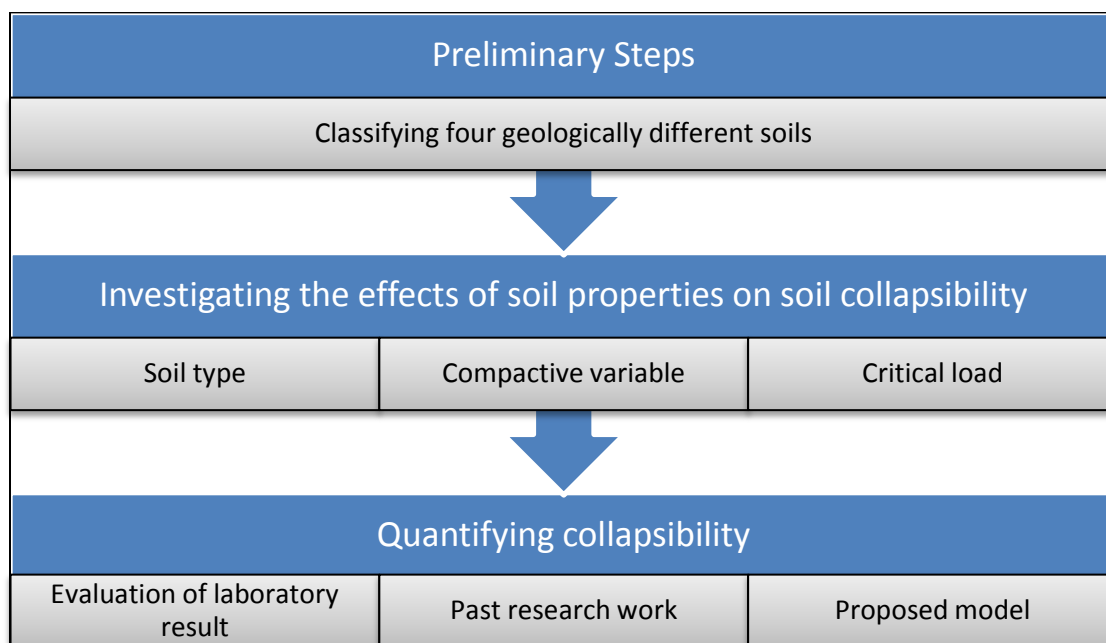 Preliminary Steps
Classifying four geologically different soils
Investigating the effects of soil properties on soil collapsibility
Soil type
Compactive variable
Critical load
Quantifying collapsibility
Evaluation of laboratory
result
Past research work
Proposed model